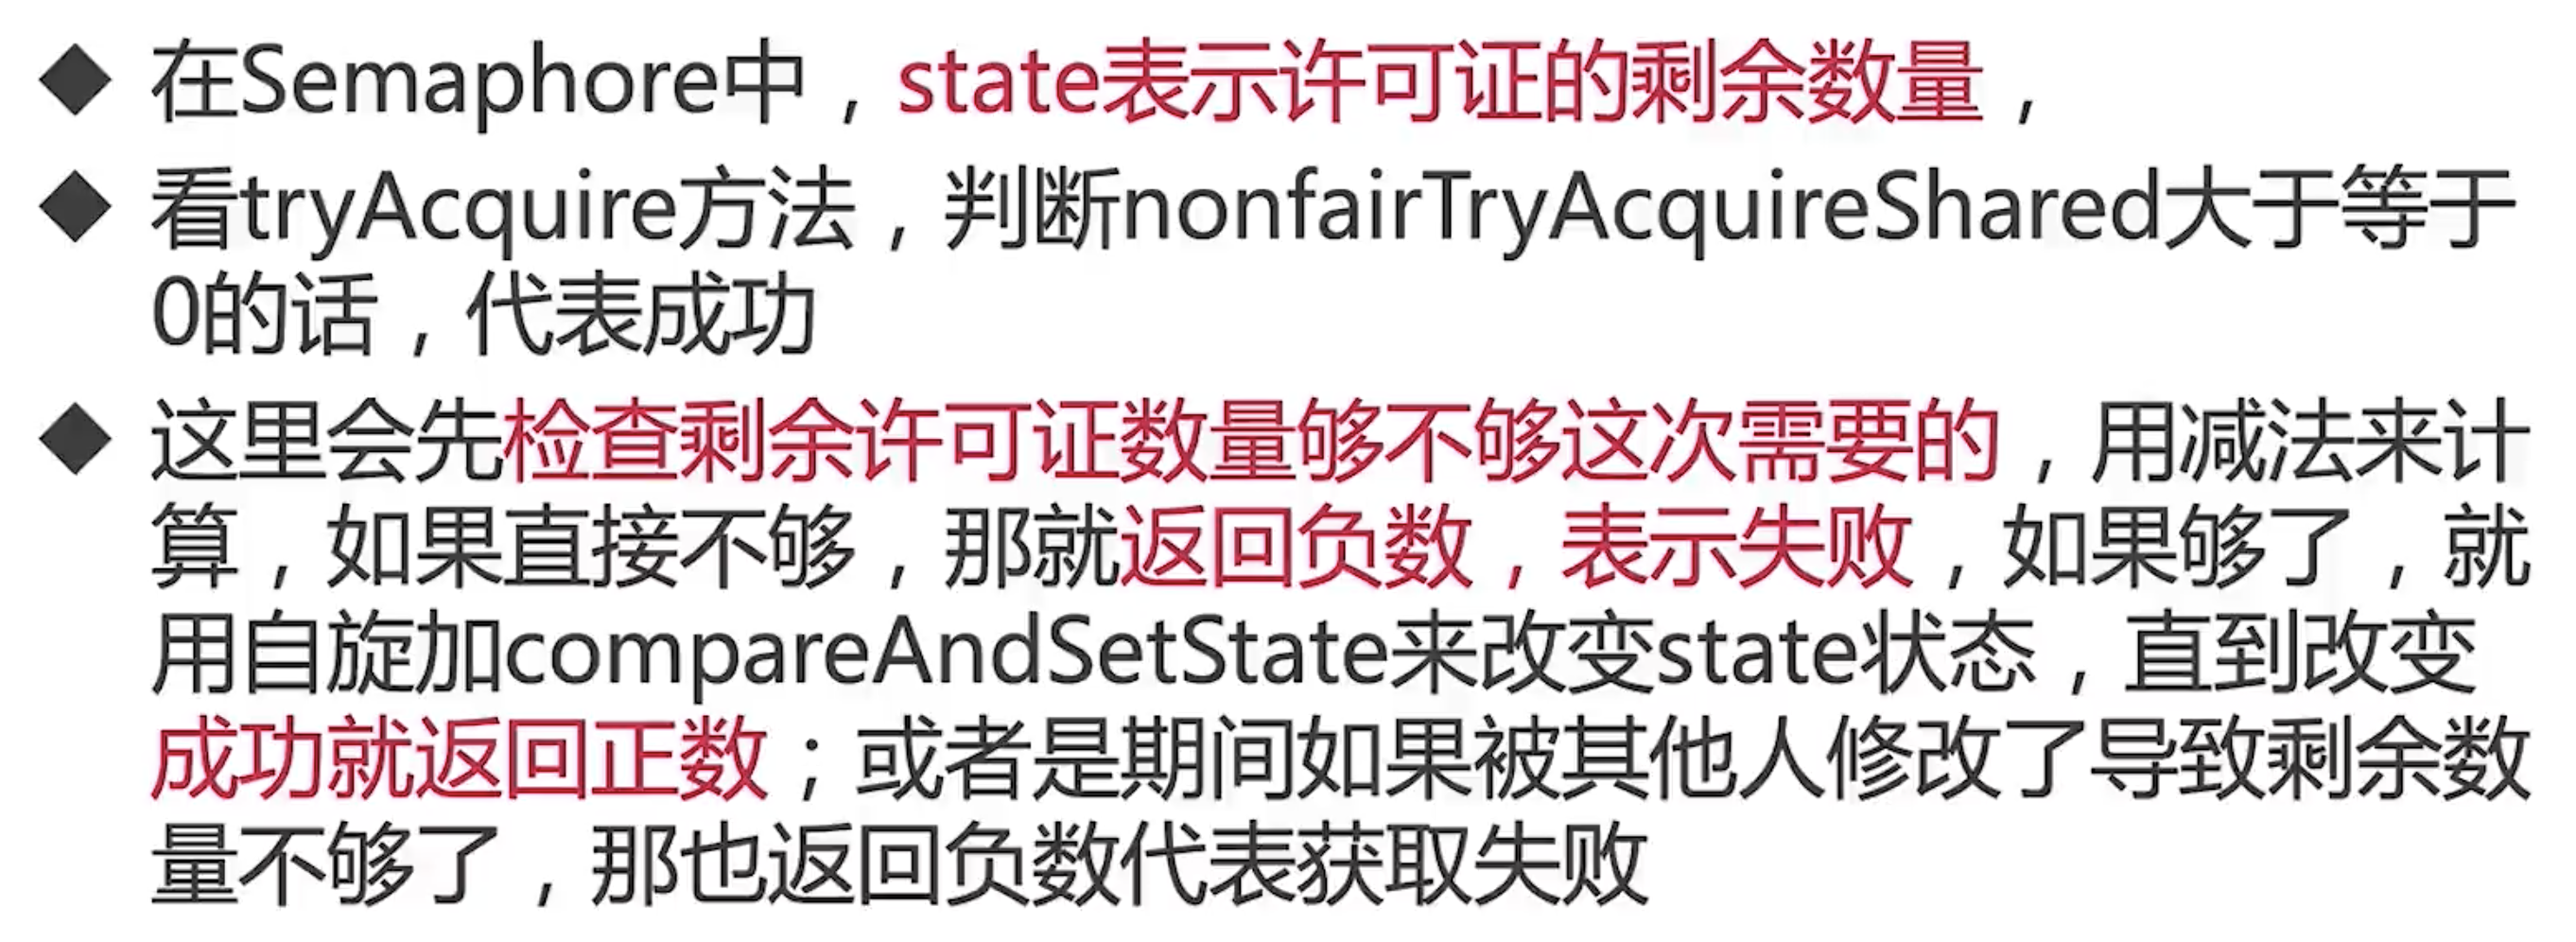 ◆ 在Semaphore中，state表示许可证的剩余数量，
◆ 看tryAcquire方法，判断nonfairTryAcquireShared大于等于
0的话，代表成功
◆ 这里会先检查剩余许可证数量够不够这次需要的，用减法来计
算，如果直接不够，那就返回负数，表示失败，如果够了，就
用自旋加compareAndSetState来改变state状态，直到改变
成功就返回正数；或者是期间如果被其他人修改了导致剩余数
量不够了，那也返回负数代表获取失败